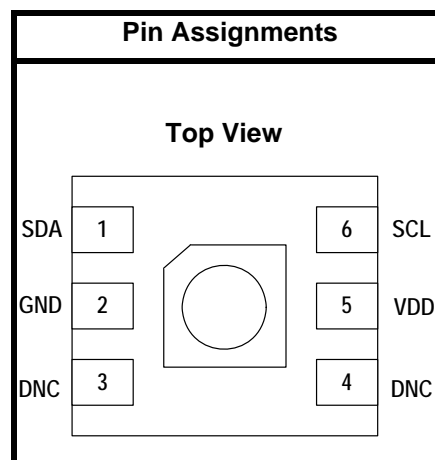 Pin Assignments
Top View
SDA 1 6 SCL
GND 2 5 VDD
DNC 3 4 DNC